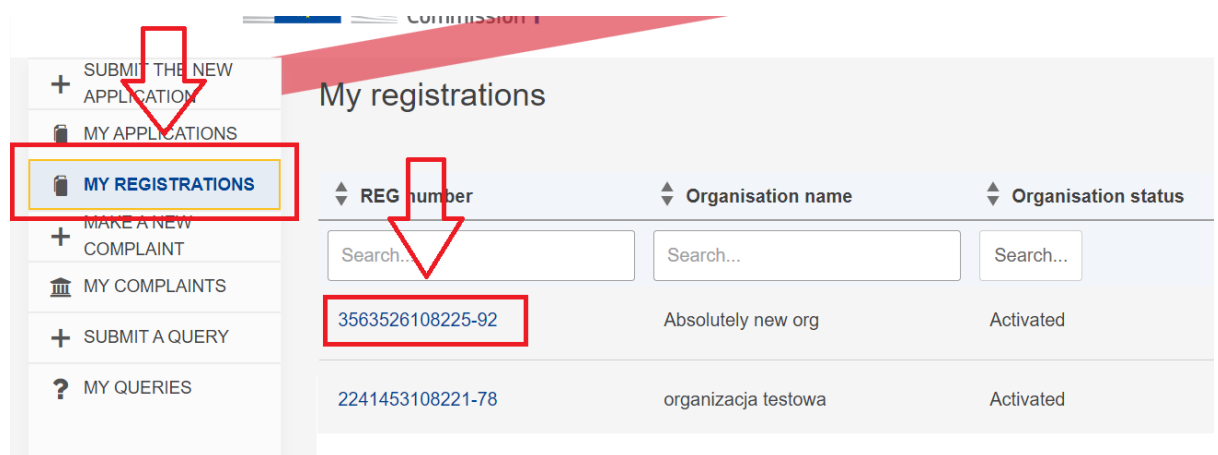 Commission
SUBMIT THE NEW
APPLICATION
MY APPLICATIONS
MY REGISTRATIONS
MAKE A NEW
COMPLAINT
MY COMPLAINTS
SUBMIT A QUERY
MY QUERIES
My registrations
REG number Organisation name Organisation status
Search... Search... Search...
3563526108225-92 Absolutely new org Activated
2241453108221-78 organizacja testowa Activated